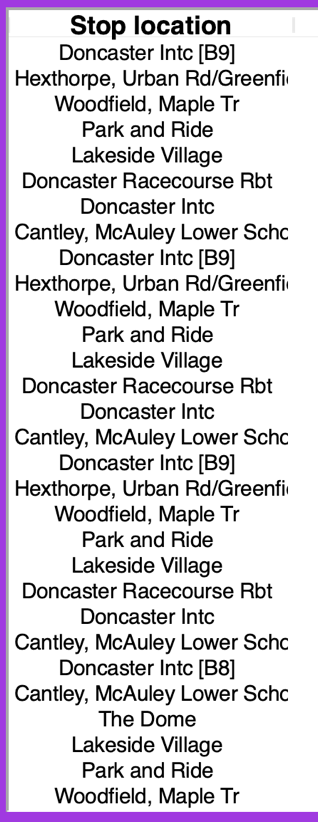 Stop location
Doncaster Intc [B9]
Hexthorpe, Urban Rd/Greenfi
Woodfield, Maple Tr
Park and Ride
Lakeside Village
Doncaster Racecourse Rbt
Doncaster Intc
Cantley, McAuley Lower Scho
Doncaster Intc [B9]
Hexthorpe, Urban Rd/Greenfi
Woodfield, Maple Tr
Park and Ride
Lakeside Village
Doncaster Racecourse Rbt
Doncaster Intc
Cantley, McAuley Lower Scho
Doncaster Intc [B9]
Hexthorpe, Urban Rd/Greenfi
Woodfield, Maple Tr
Park and Ride
Lakeside Village
Doncaster Racecourse Rbt
Doncaster Intc
Cantley, McAuley Lower Scho
Doncaster Intc [B8]
Cantley, McAuley Lower Scho
The Dome
Lakeside Village
Park and Ride
Woodfield, Maple Tr